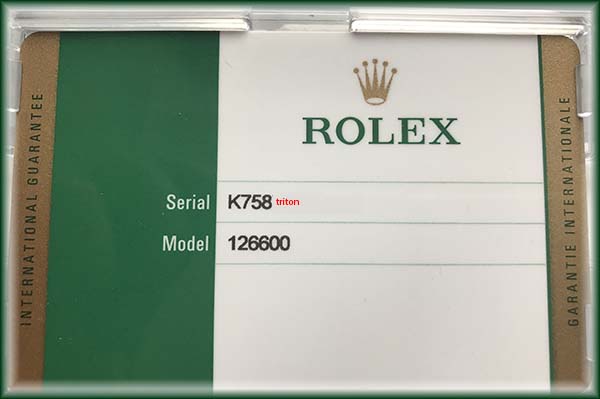 ROLEX
INTERNATIONAL GUARANTEE
Serial K758 triton
Model 126600
GARANTIE INTERNATIONALE